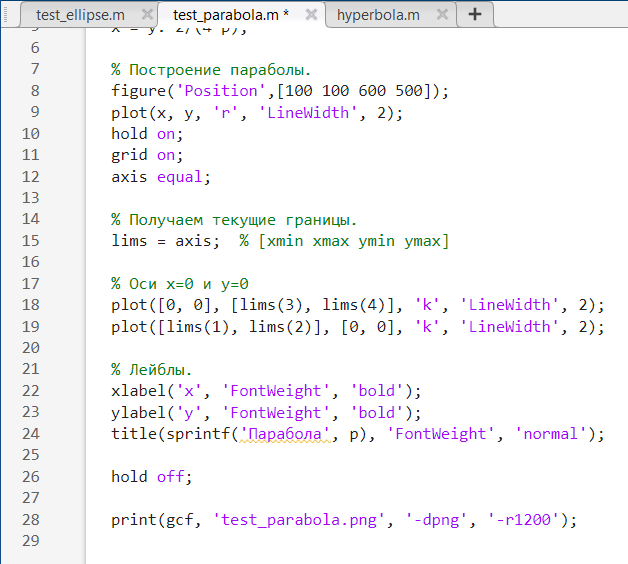 test_ellipse.m × test_parabola.m * × hyperbola.m × +
6
7 % Построение параболы.
8 figure('Position',[100 100 600 500]);
9 plot(x, y, 'r', 'LineWidth', 2);
10 hold on;
11 grid on;
12 axis equal;
13
14 % Получаем текущие границы.
15 lims = axis;  % [xmin xmax ymin ymax]
16
17 % Оси x=0 и y=0
18 plot([0, 0], [lims(3), lims(4)], 'k', 'LineWidth', 2);
19 plot([lims(1), lims(2)], [0, 0], 'k', 'LineWidth', 2);
20
21 % Лейблы.
22 xlabel('x', 'FontWeight', 'bold');
23 ylabel('y', 'FontWeight', 'bold');
24 title(sprintf('Парабола', p), 'FontWeight', 'normal');
25
26 hold off;
27
28 print(gcf, 'test_parabola.png', '-dpng', '-r1200');
29